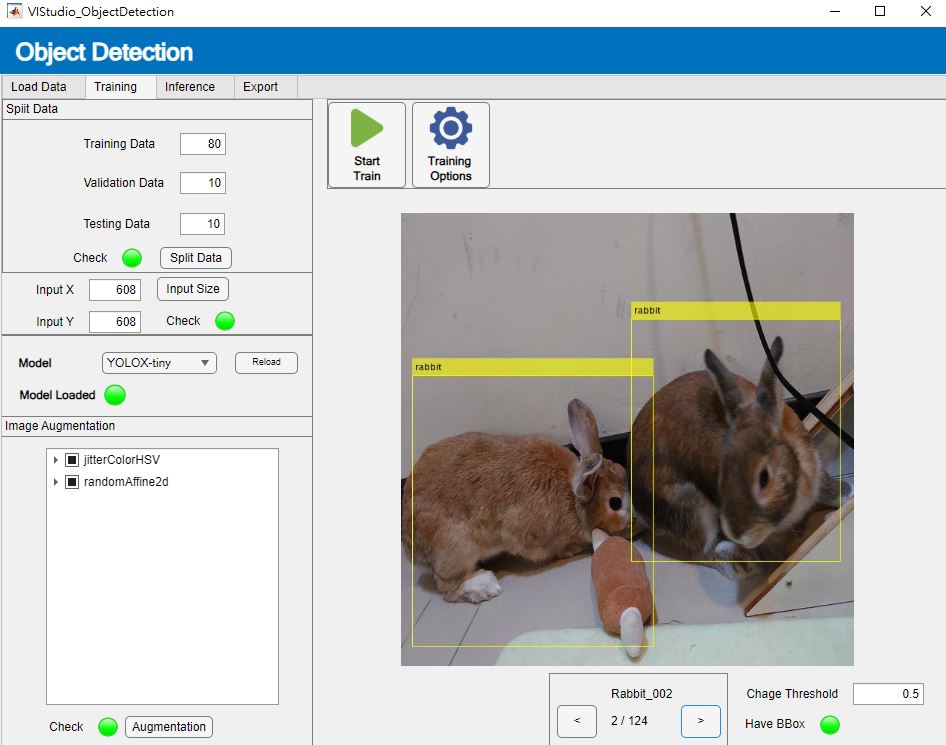 VIStudio_ObjectDetection
Object Detection
Load Data Training Inference Export
Split Data
Training Data 80
Validation Data 10
Testing Data 10
Check Split Data
Input X 608 Input Size
Input Y 608 Check
Model YOLOX-tiny Reload
Model Loaded
Image Augmentation
jitterColorHSV
randomAffine2d
Check Augmentation
Start
Train
Training
Options
rabbit
rabbit
Rabbit_002
< 2 / 124 >
Chage Threshold 0.5
Have BBox